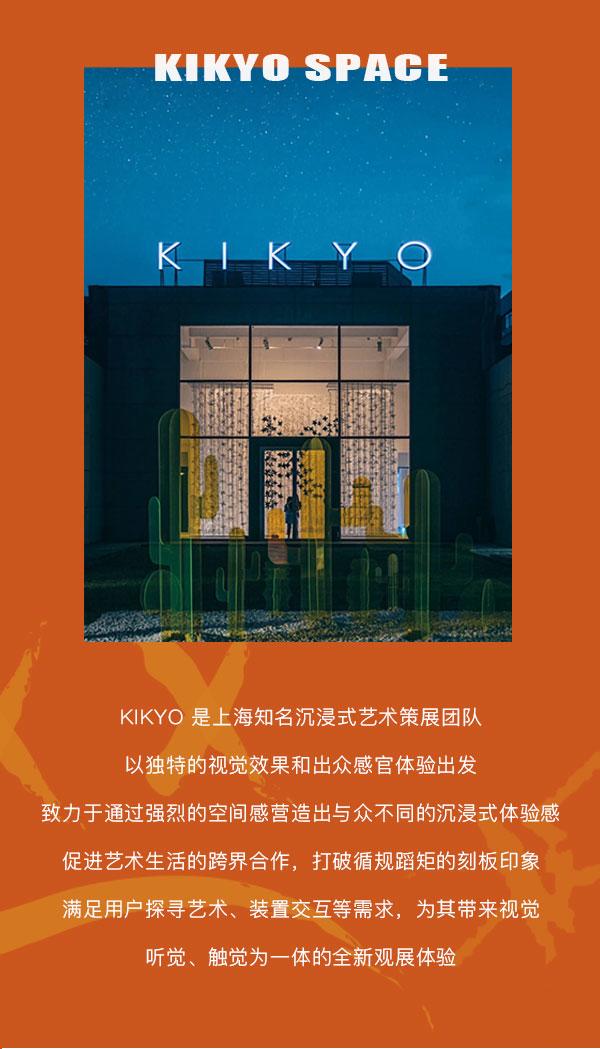 KIKYO SPACE
KIKYO
KIKYO 是上海知名沉浸式艺术策展团队
以独特的视觉效果和出众感官体验出发
致力于通过强烈的空间感营造出与众不同的沉浸式体验感
促进艺术生活的跨界合作，打破循规蹈矩的刻板印象
满足用户探寻艺术、装置交互等需求，为其带来视觉
听觉、触觉为一体的全新观展体验